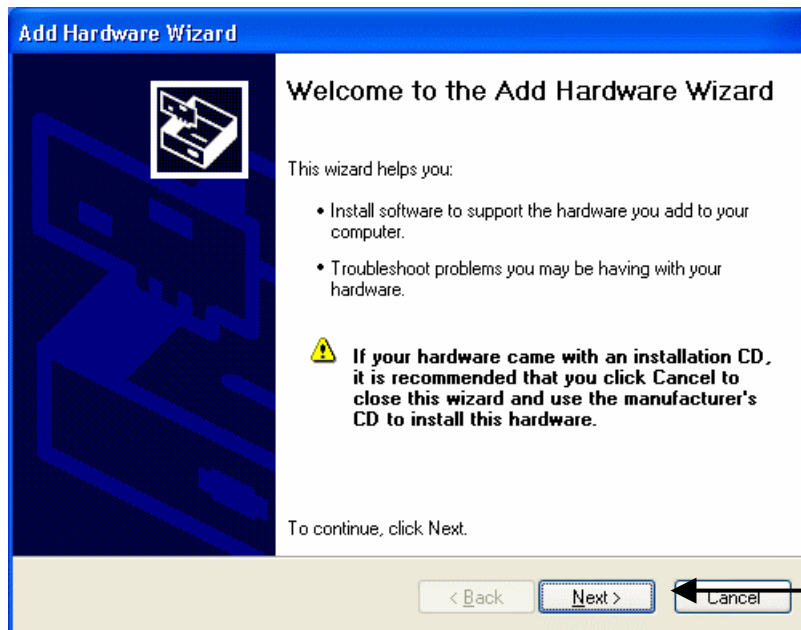 Add Hardware Wizard
Welcome to the Add Hardware Wizard
This wizard helps you:
• Install software to support the hardware you add to your
computer.
• Troubleshoot problems you may be having with your
hardware.
If your hardware came with an installation CD,
it is recommended that you click Cancel to
close this wizard and use the manufacturer's
CD to install this hardware.
To continue, click Next.
< Back Next > Cancel